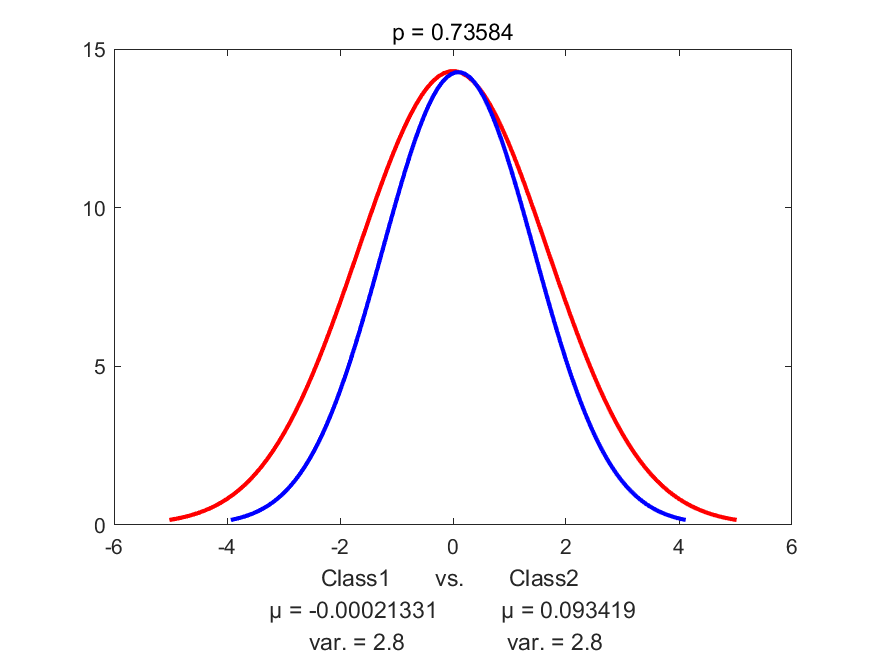 p = 0.73584
15
10
5
0
-6 -4 -2 0 2 4 6
Class1 vs. Class2
μ = -0.00021331 μ = 0.093419
var. = 2.8 var. = 2.8